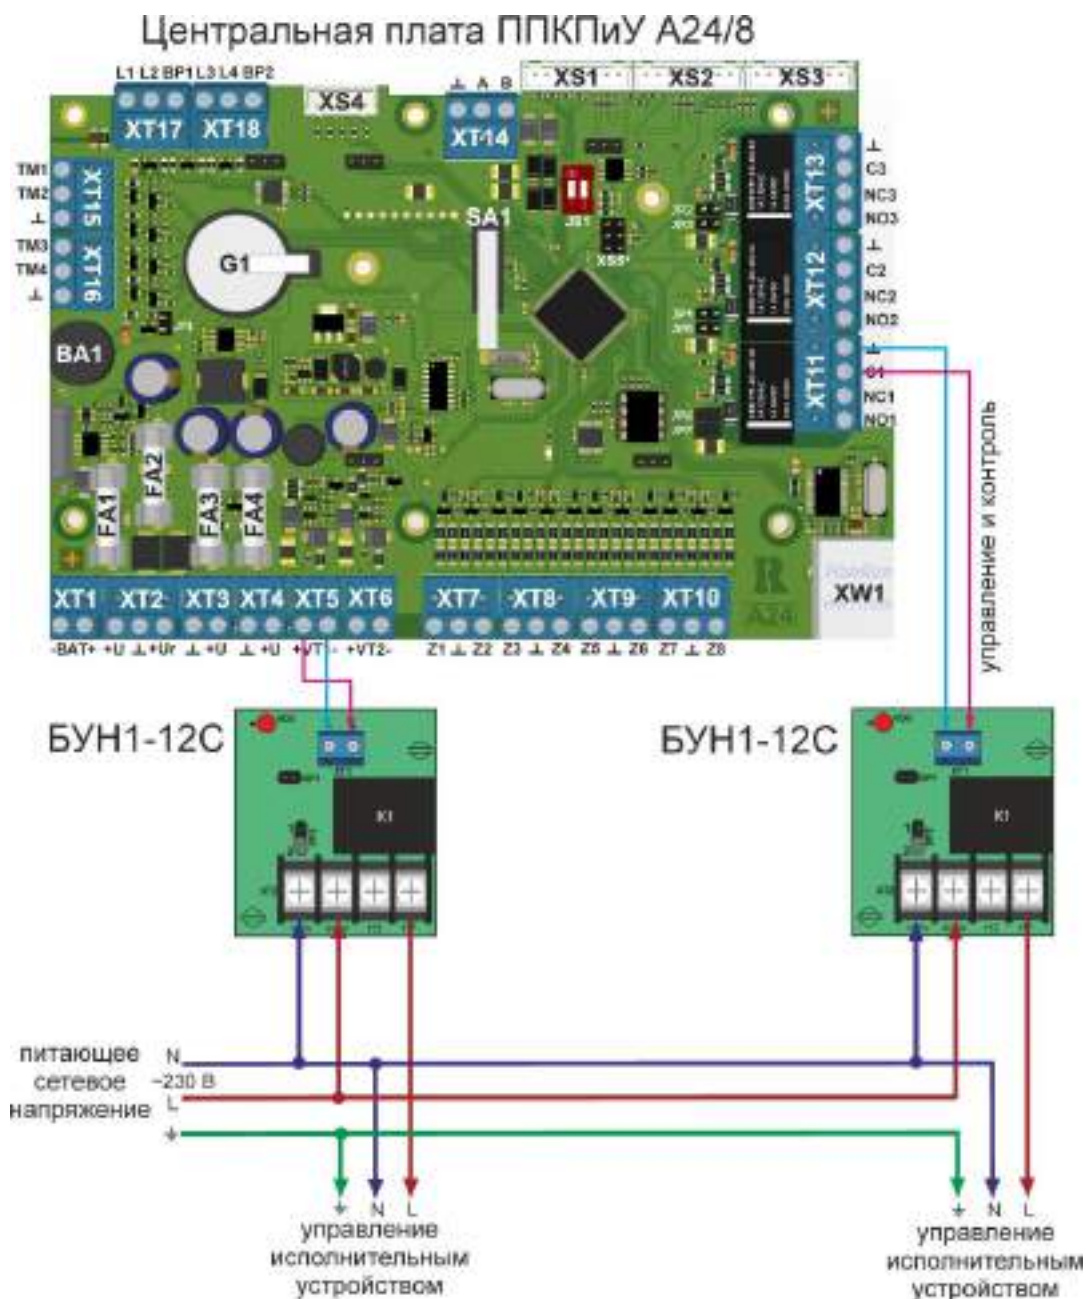 Центральная плата ППКПиУ А24/8
L1 L2 BP1 L3 L4 BP2
XT17 XT18
XS4
⊥ A B
XT14
XS1 XS2 XS3
TM1
TM2
⊥
XT15
TM3
TM4
⊥
XT16
G1
SA1
BA1
XT13
⊥
C3
NC3
NO3
XT12
⊥
C2
NC2
NO2
XT11
⊥
C1
NC1
NO1
FA1 FA2 FA3 FA4
R
A24
XW1
XT1 XT2 XT3 XT4 XT5 XT6
XT7 XT8 XT9 XT10
-BAT+ +U ⊥ +Ur ⊥ +U ⊥ +U +VT1- +VT2-
Z1 ⊥ Z2 Z3 ⊥ Z4 Z5 ⊥ Z6 Z7 ⊥ Z8
управление и контроль
БУН1-12С
K1
БУН1-12С
K1
питающее
сетевое
напряжение
N
~230 В
L
N L
управление
исполнительным
устройством
N L
управление
исполнительным
устройством